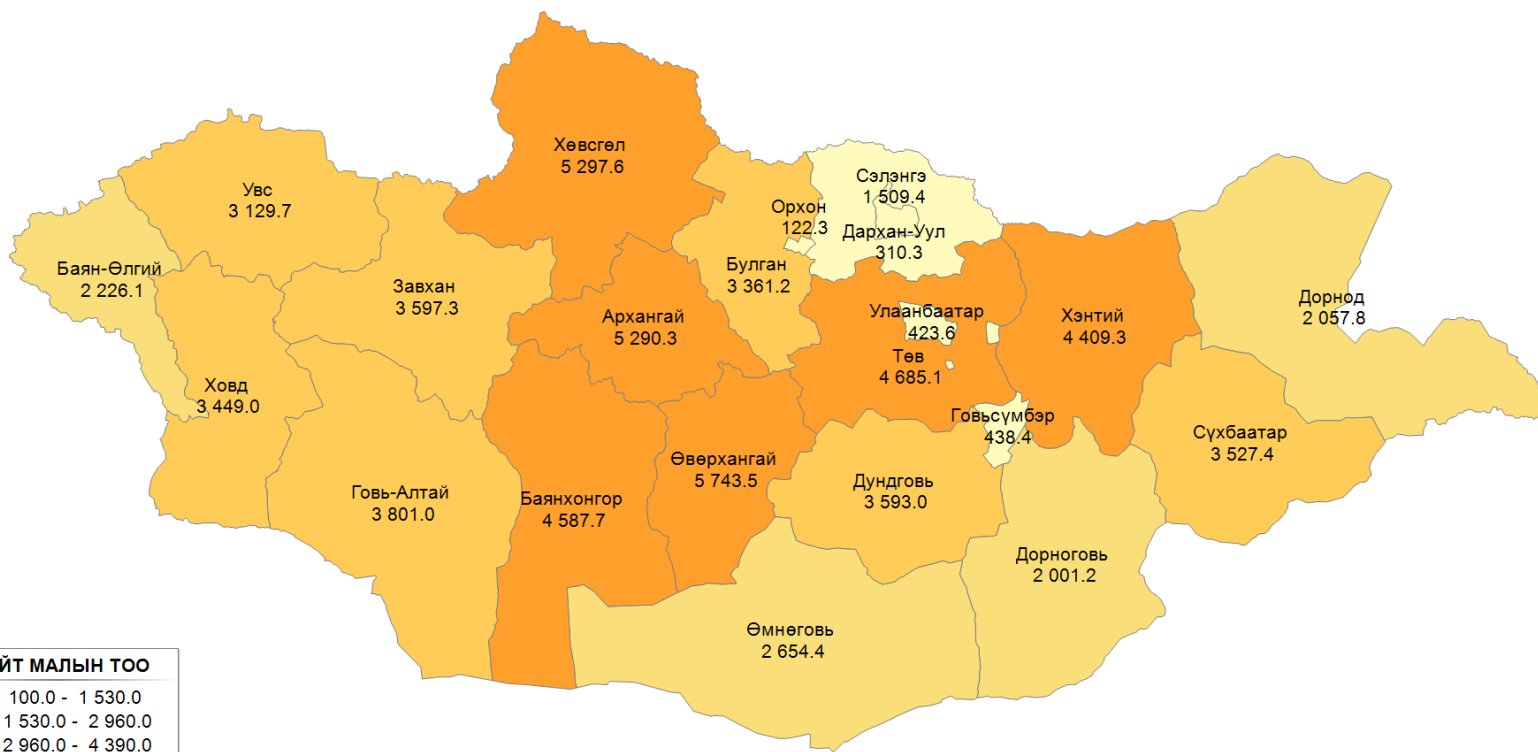 Хөвсгөл
5 297.6
Увс
3 129.7
Сэлэнгэ
1 509.4
Орхон
122.3
Дархан-Уул
310.3
Баян-Өлгий
2 226.1
Булган
3 361.2
Завхан
3 597.3
Дорнод
2 057.8
Архангай
5 290.3
Улаанбаатар
423.6
Хэнтий
4 409.3
Төв
4 685.1
Ховд
3 449.0
Говьсүмбэр
438.4
Сүхбаатар
3 527.4
Өвөрхангай
5 743.5
Дундговь
3 593.0
Говь-Алтай
3 801.0
Баянхонгор
4 587.7
Дорноговь
2 001.2
Өмнөговь
2 654.4
ЙТ МАЛЫН ТОО
100.0 - 1 530.0
1 530.0 - 2 960.0
2 960.0 - 4 390.0